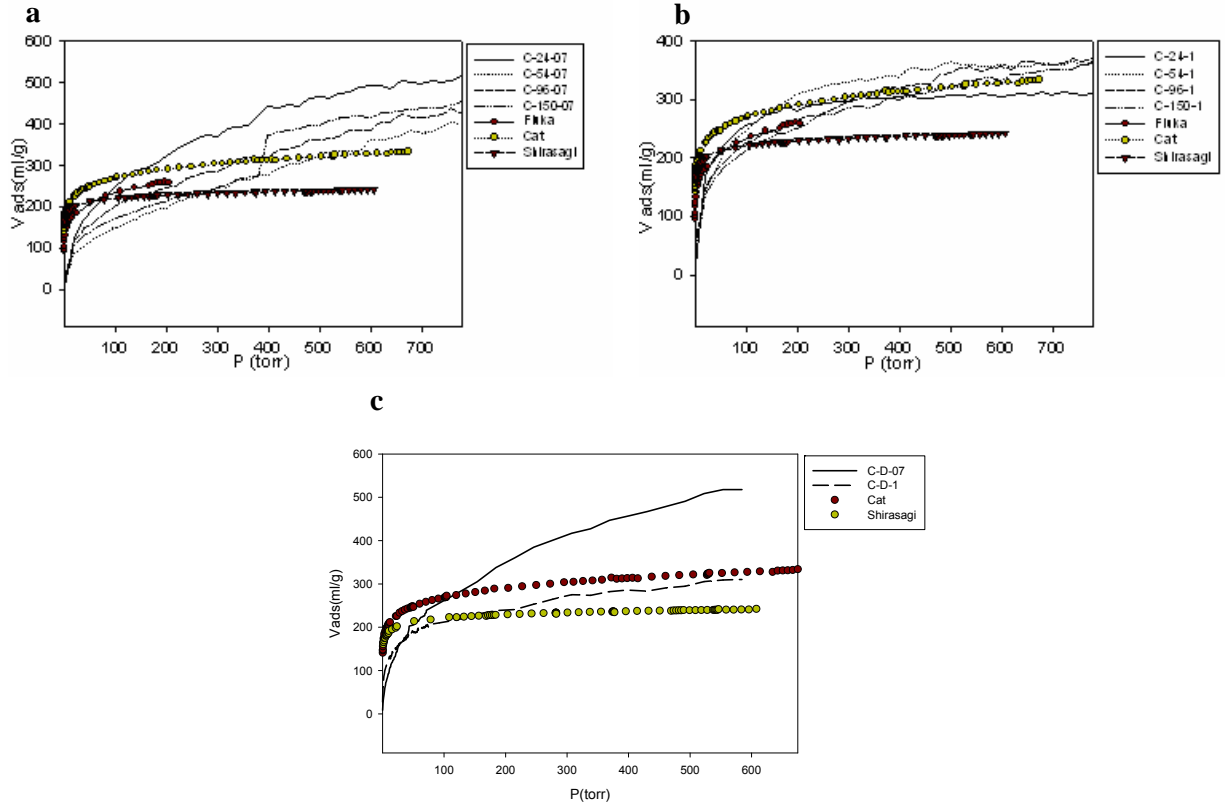 a
600
500
400
300
200
100
0
V ads(ml/g)
100 200 300 400 500 600 700
P (torr)
C-24-07
C-54-07
C-96-07
C-150-07
Fluka
Cat
Shirasagi
b
400
300
200
100
0
V ads(ml/g)
100 200 300 400 500 600 700
P (torr)
C-24-1
C-54-1
C-96-1
C-150-1
Fluka
Cat
Shirasagi
c
600
500
400
300
200
100
0
Vads(ml/g)
100 200 300 400 500 600
P(torr)
C-D-07
C-D-1
Cat
Shirasagi